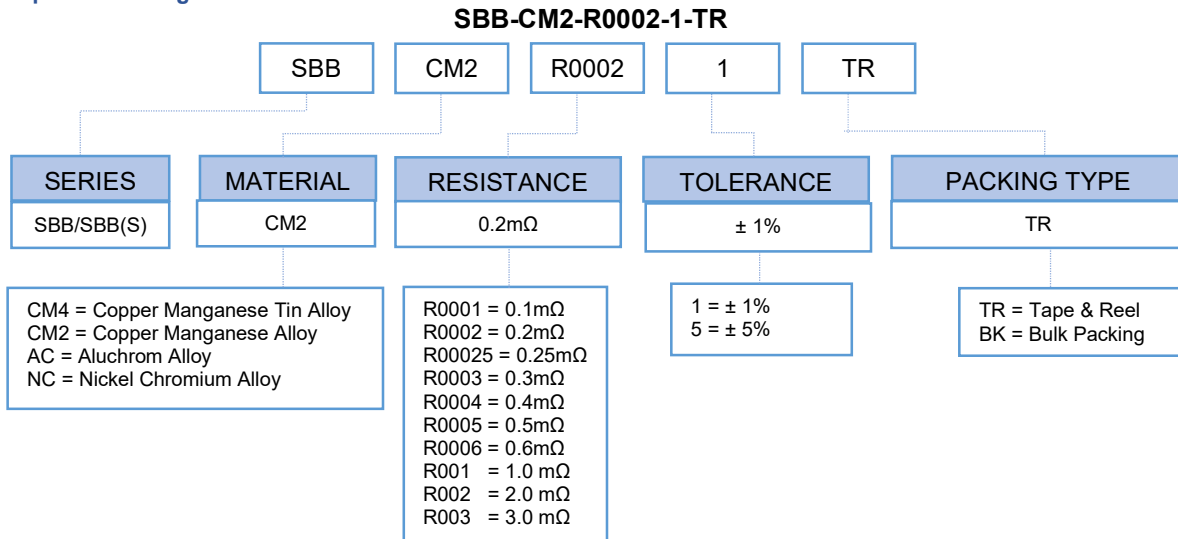 SBB-CM2-R0002-1-TR
SBB
CM2
R0002
1
TR
SERIES
MATERIAL
RESISTANCE
TOLERANCE
PACKING TYPE
SBB/SBB(S)
CM2
0.2mΩ
± 1%
TR
CM4 = Copper Manganese Tin Alloy
CM2 = Copper Manganese Alloy
AC = Aluchrom Alloy
NC = Nickel Chromium Alloy
R0001 = 0.1mΩ
R0002 = 0.2mΩ
R00025 = 0.25mΩ
R0003 = 0.3mΩ
R0004 = 0.4mΩ
R0005 = 0.5mΩ
R0006 = 0.6mΩ
R001 = 1.0 mΩ
R002 = 2.0 mΩ
R003 = 3.0 mΩ
1 = ± 1%
5 = ± 5%
TR = Tape & Reel
BK = Bulk Packing